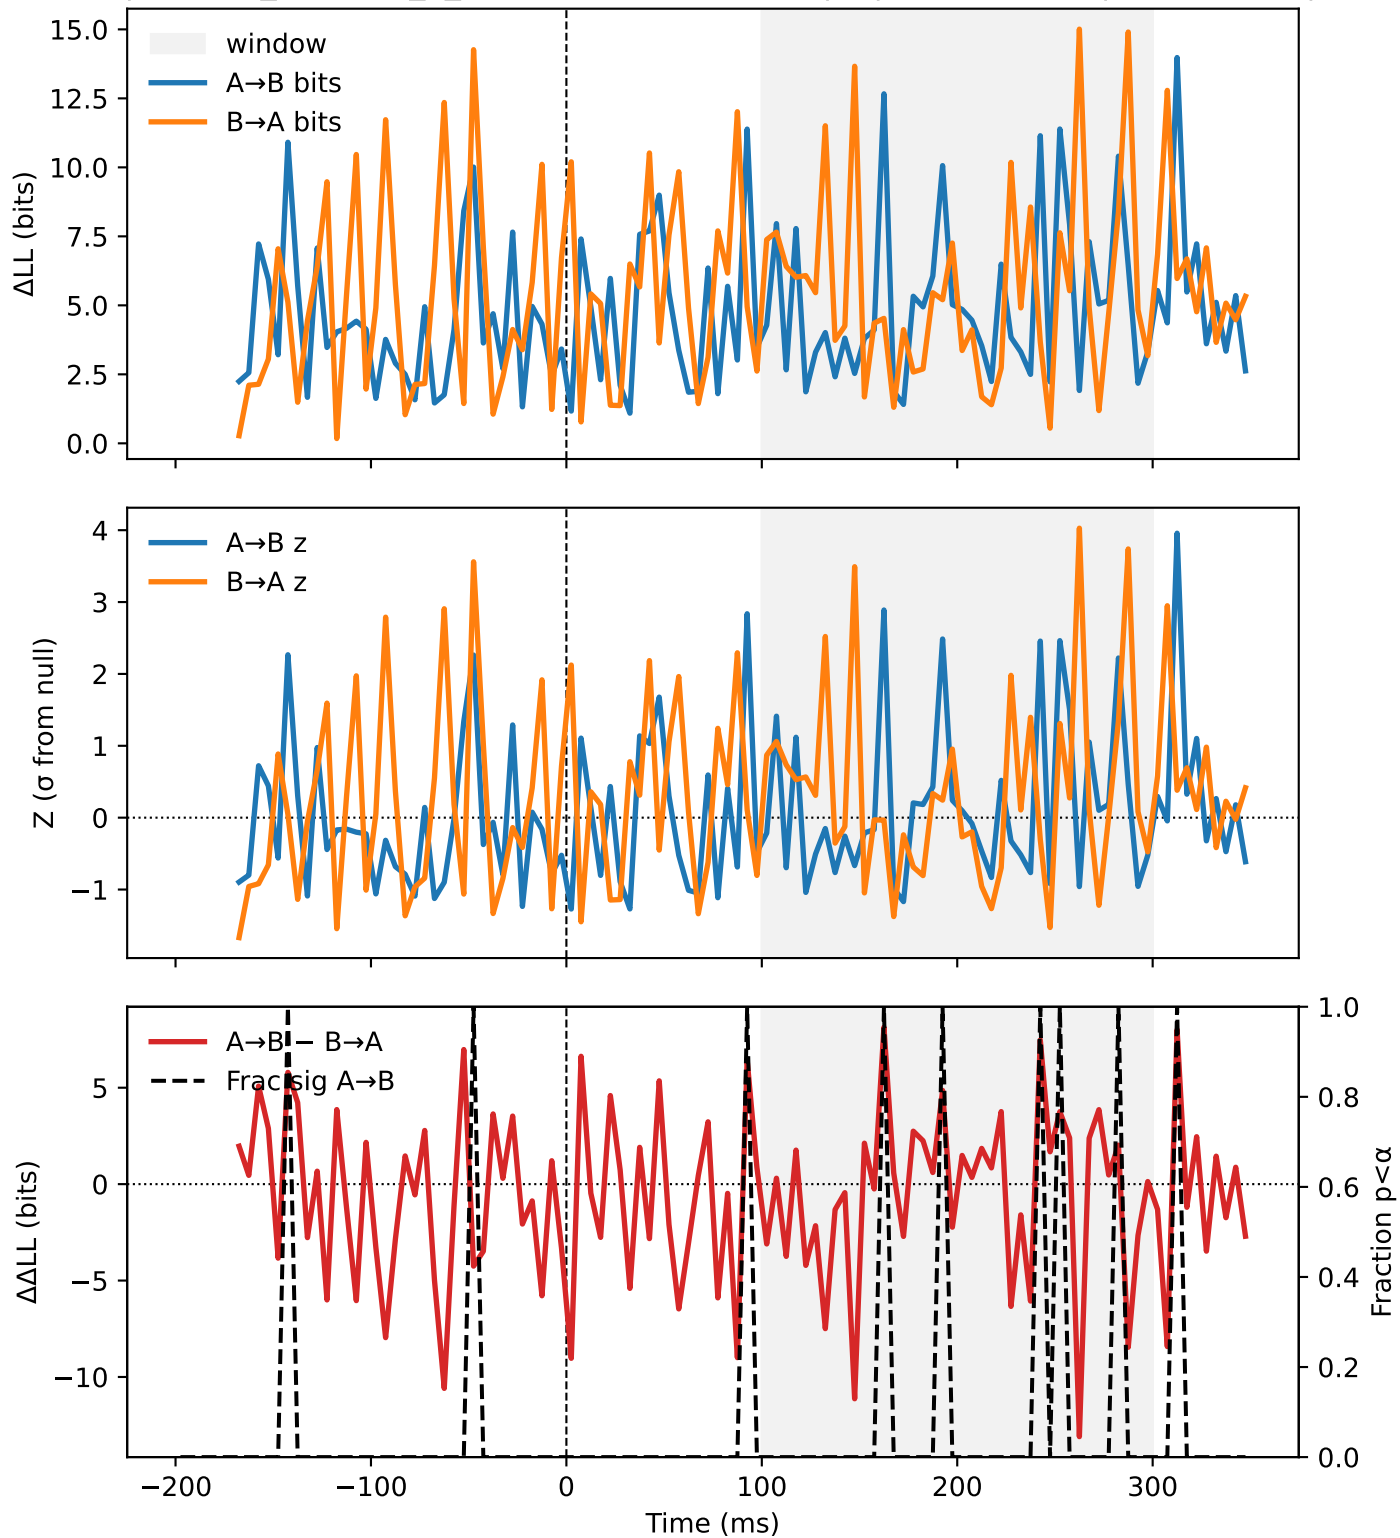 15.0
12.5
10.0
7.5
5.0
2.5
0.0
ΔLL (bits)
window
A→B bits
B→A bits
4
3
2
1
0
−1
Z (σ from null)
A→B z
B→A z
5
0
−5
−10
ΔΔLL (bits)
A→B − B→A
Frac sig A→B
1.0
0.8
0.6
0.4
0.2
0.0
Fraction p<α
−200
−100
0
100
200
300
Time (ms)